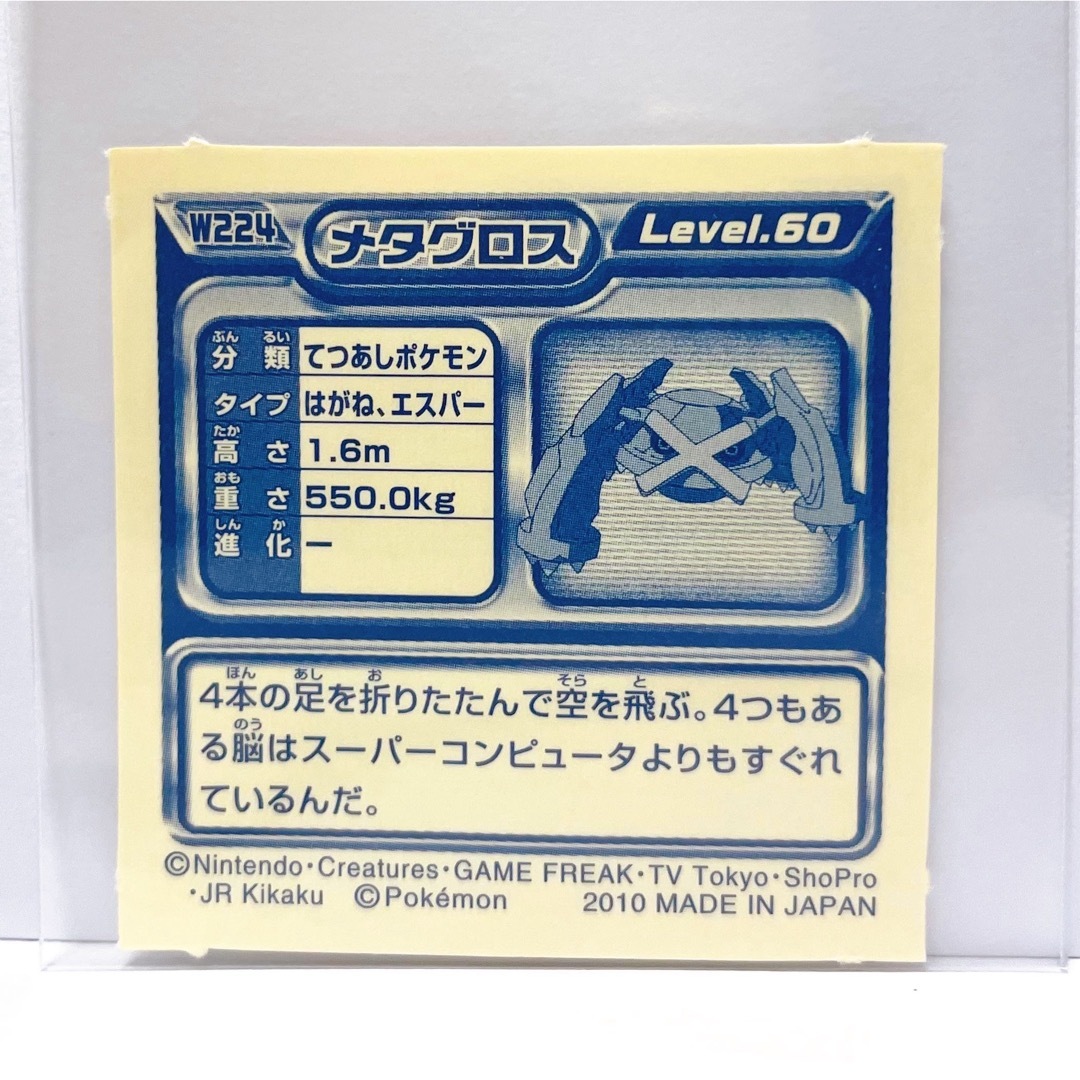 W224 メタグロス Level.60
ぶん るい
分類 てつあしポケモン
タイプ はがね、エスパー
たか
高さ 1.6m
おも
重さ 550.0kg
しん か
進化 ー
ほん あし お そら と
4本の足を折りたたんで空を飛ぶ。4つもあ
のう
る脳はスーパーコンピュータよりもすぐれ
ているんだ。
©Nintendo・Creatures・GAME FREAK・TV Tokyo・ShoPro
・JR Kikaku ©Pokémon 2010 MADE IN JAPAN